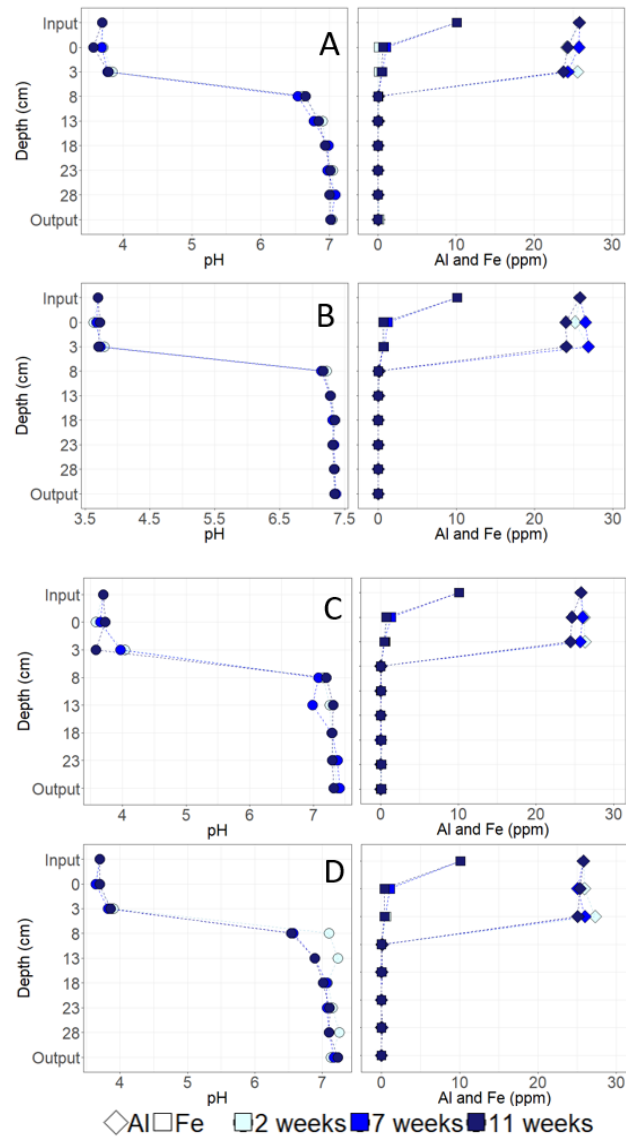 A
Input
0
3
8
13
18
23
28
Output
Depth (cm)
4 5 6 7
pH
0 10 20 30
Al and Fe (ppm)
B
Input
0
3
8
13
18
23
28
Output
Depth (cm)
3.5 4.5 5.5 6.5 7.5
pH
0 10 20 30
Al and Fe (ppm)
C
Input
0
3
8
13
18
23
Output
Depth (cm)
4 5 6 7
pH
0 10 20 30
Al and Fe (ppm)
D
Input
0
3
8
13
18
23
28
Output
Depth (cm)
4 5 6 7
pH
0 10 20 30
Al and Fe (ppm)
Al Fe 2 weeks 7 weeks 11 weeks